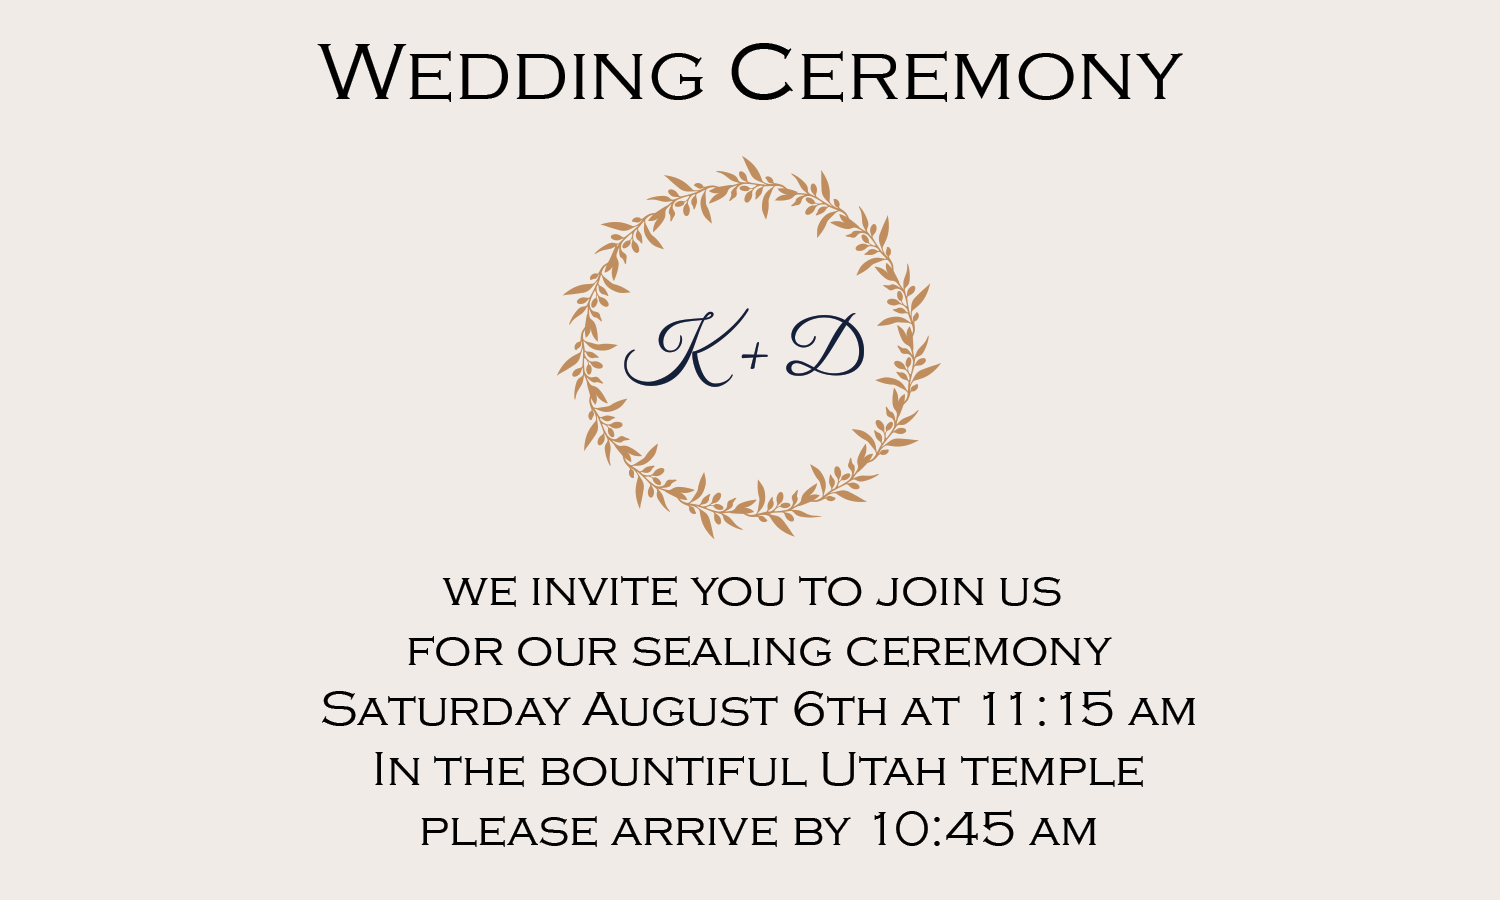 Wedding Ceremony
K + D
we invite you to join us
for our sealing ceremony
Saturday August 6th at 11:15 am
In the bountiful Utah temple
please arrive by 10:45 am